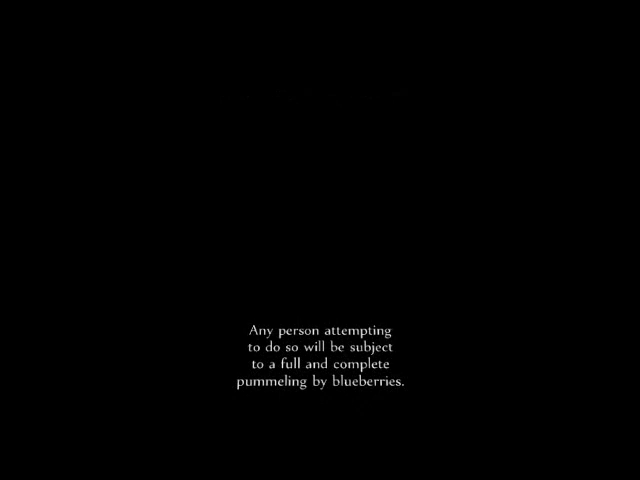 Any person attempting
to do so will be subject
to a full and complete
pummeling by blueberries.